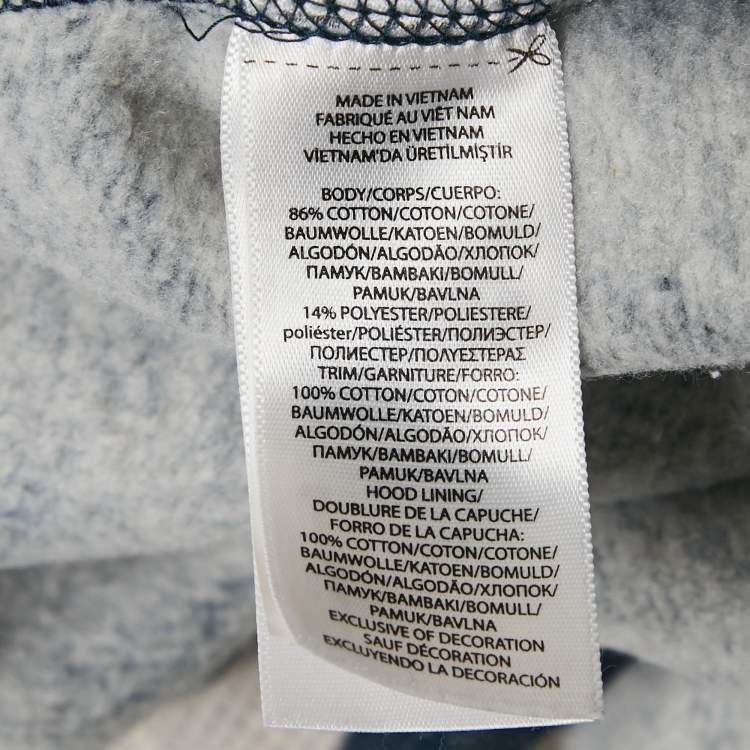 MADE IN VIETNAM
FABRIQUÉ AU VIÊT NAM
HECHO EN VIETNAM
VİETNAM'DA ÜRETİLMİŞTİR
BODY/CORPS/CUERPO:
86% COTTON/COTON/COTONE/
BAUMWOLLE/KATOEN/BOMULD/
ALGODÓN/ALGODÃO/ХЛОПОК/
ПАМУК/ΒΑΜΒΑΚΙ/BOMULL/
PAMUK/BAVLNA
14% POLYESTER/POLIESTERE/
poliéster/POLIÉSTER/ПОЛИЭСТЕР/
ПОЛИЕСТЕР/ΠΟΛΥΕΣΤΕΡΑΣ
TRIM/GARNITURE/FORRO:
100% COTTON/COTON/COTONE/
BAUMWOLLE/KATOEN/BOMULD/
ALGODÓN/ALGODÃO/ХЛОПОК/
ПАМУК/ΒΑΜΒΑΚΙ/BOMULL/
PAMUK/BAVLNA
HOOD LINING/
DOUBLURE DE LA CAPUCHE/
FORRO DE LA CAPUCHA:
100% COTTON/COTON/COTONE/
BAUMWOLLE/KATOEN/BOMULD/
ALGODÓN/ALGODÃO/ХЛОПОК/
ПАМУК/ΒΑΜΒΑΚΙ/BOMULL/
PAMUK/BAVLNA
EXCLUSIVE OF DECORATION
SAUF DÉCORATION
EXCLUYENDO LA DECORACIÓN